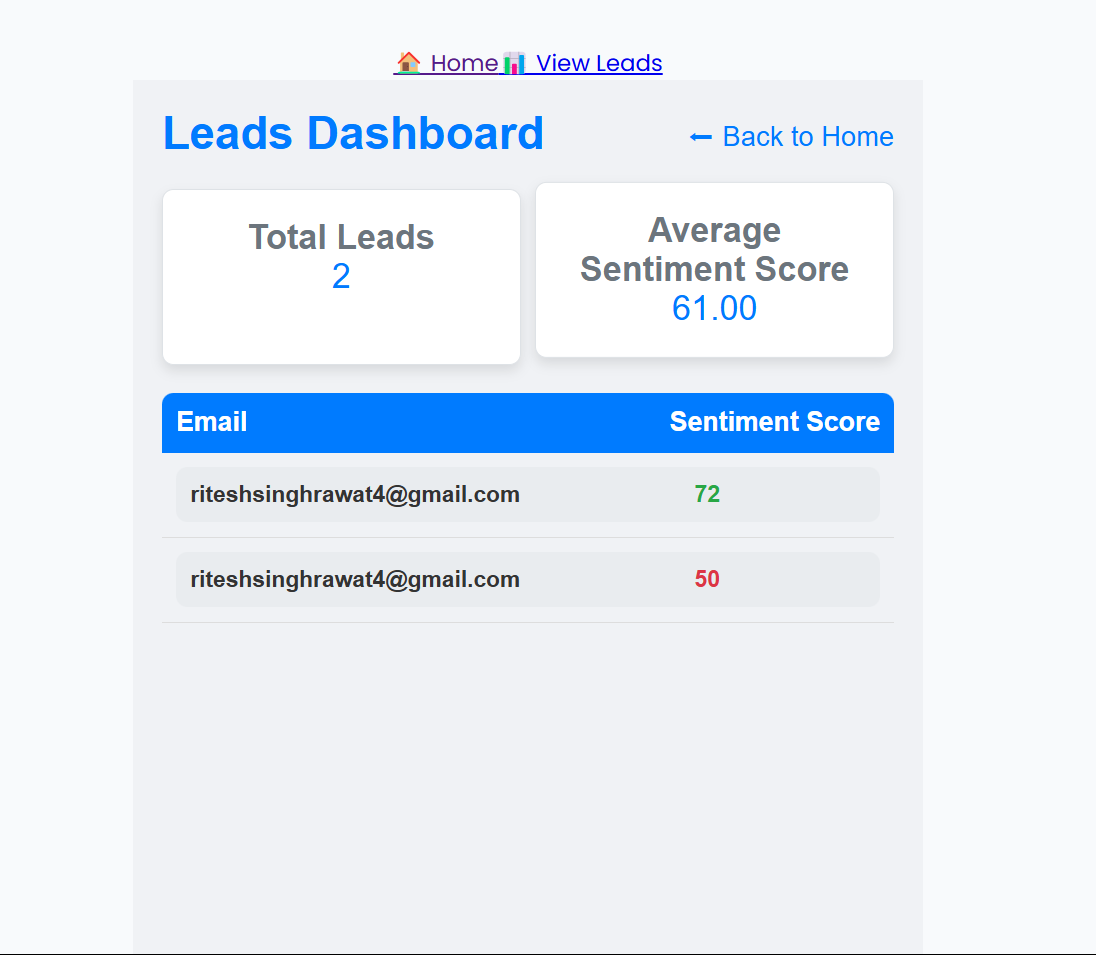 🏠 Home📊 View Leads
Leads Dashboard
← Back to Home
Total Leads
2
Average
Sentiment Score
61.00
Email Sentiment Score
riteshsinghrawat4@gmail.com 72
riteshsinghrawat4@gmail.com 50